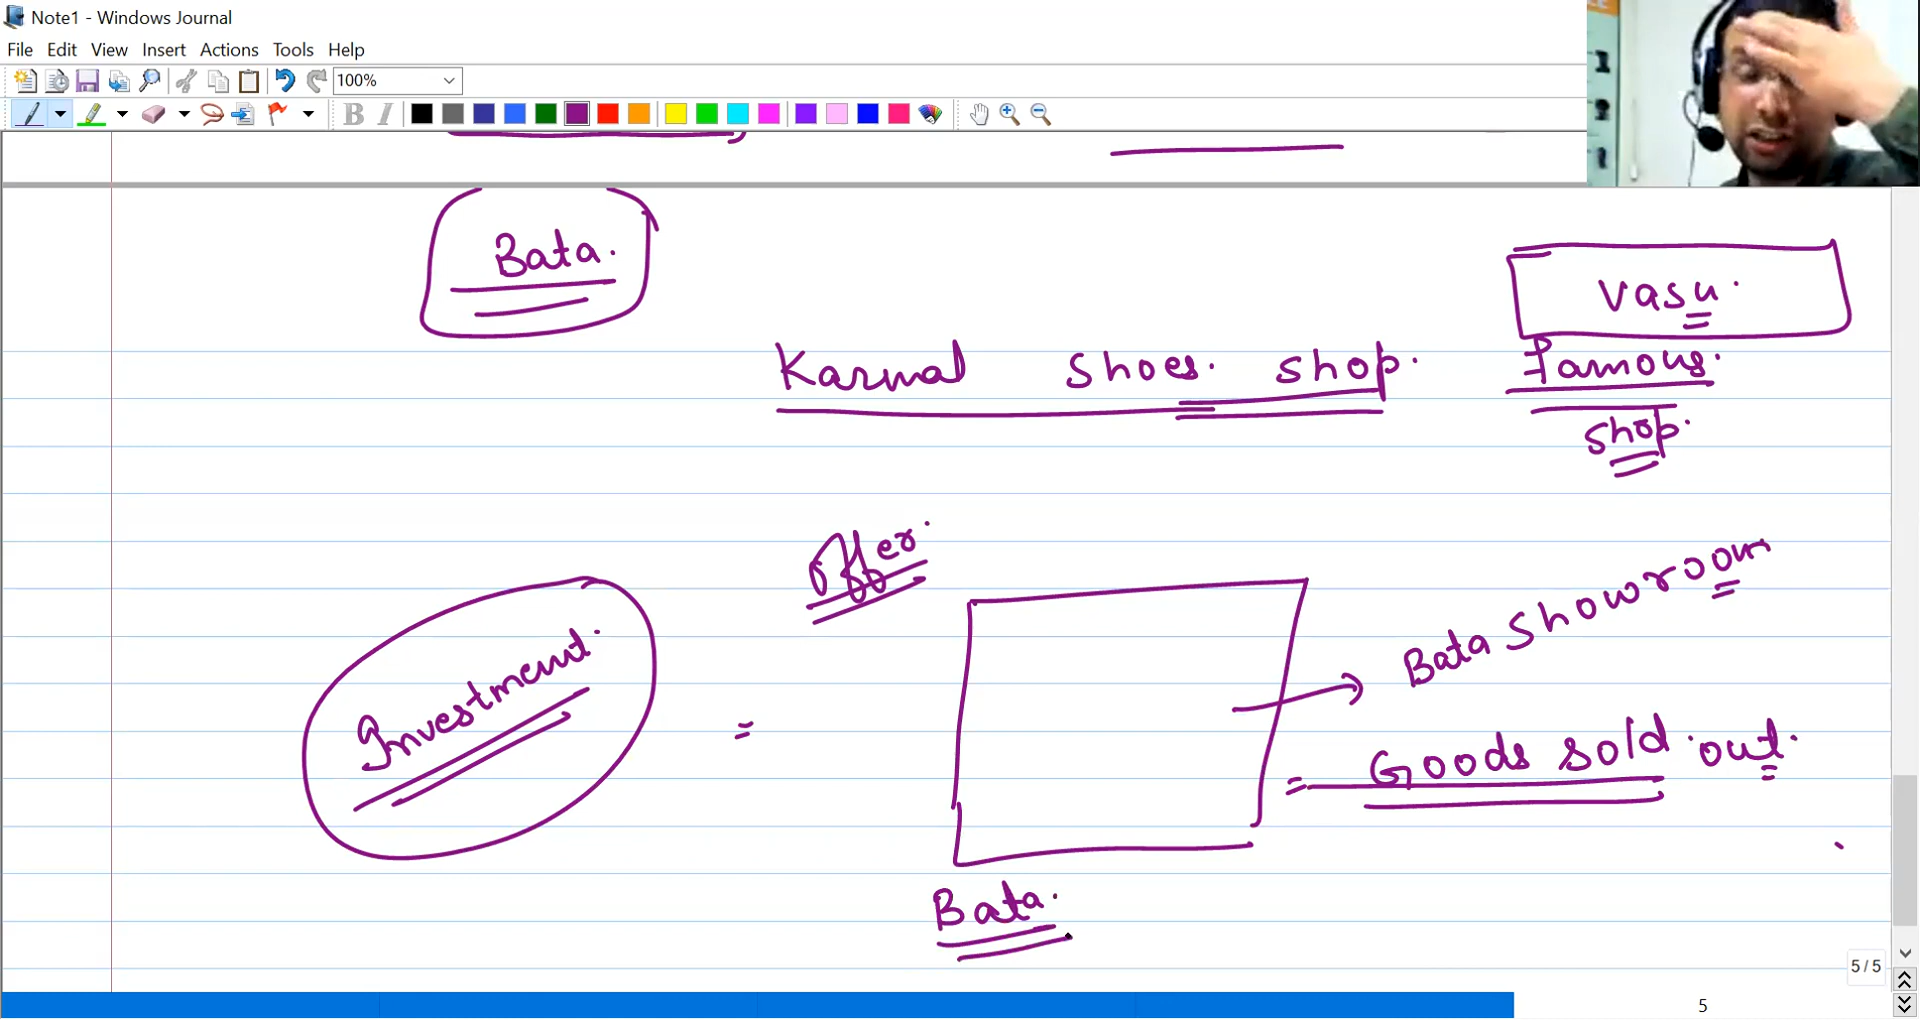 Note1 - Windows Journal
File Edit View Insert Actions Tools Help
100%
B I
Bata.
Vasu.
Karnal Shoes. Shop. Famous.
Shop.
Offer.
Investment. =
Bata Showroom
= Goods sold out.
Bata.
5 / 5
5